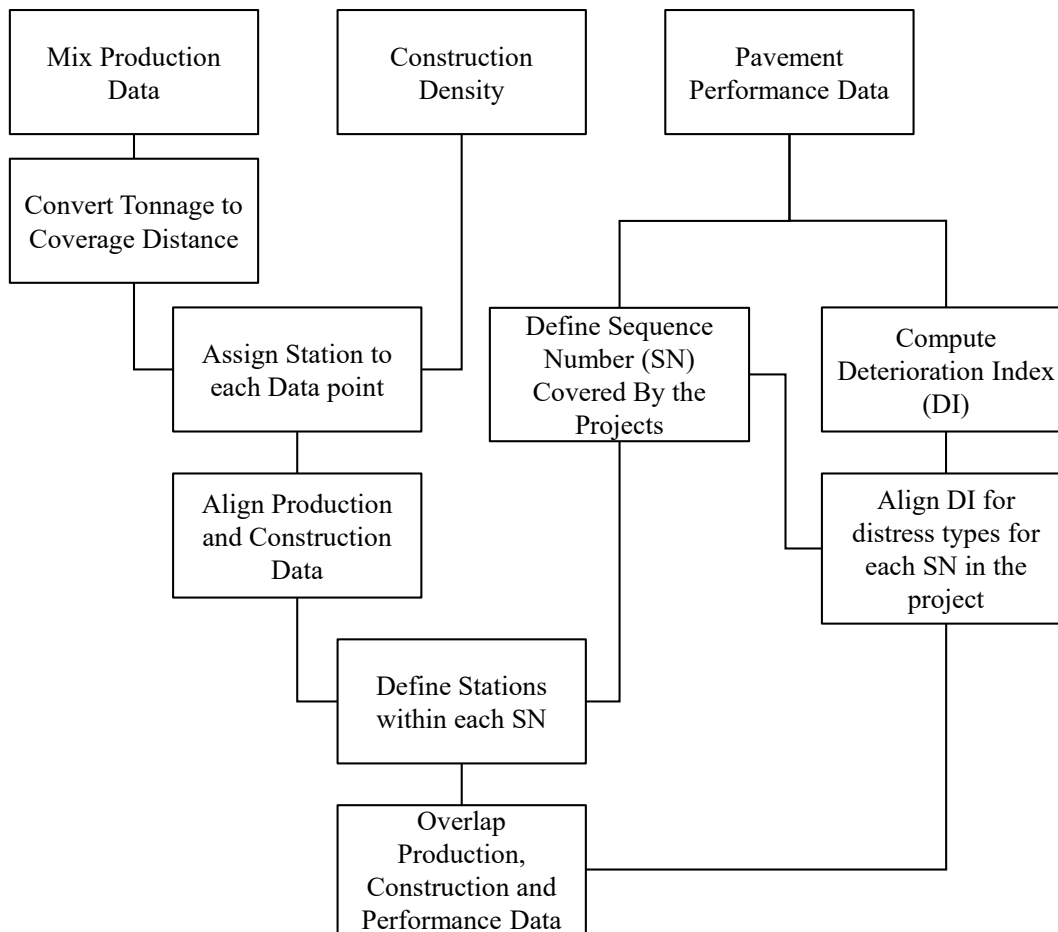 Mix Production
Data
Construction
Density
Pavement
Performance Data
Convert Tonnage to
Coverage Distance
Assign Station to
each Data point
Define Sequence
Number (SN)
Covered By the
Projects
Compute
Deterioration Index
(DI)
Align Production
and Construction
Data
Align DI for
distress types for
each SN in the
project
Define Stations
within each SN
Overlap
Production,
Construction and
Performance Data